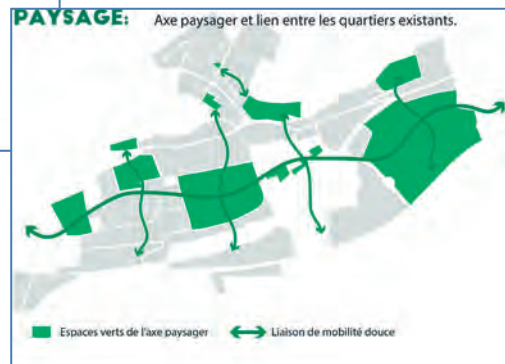 PAYSAGE: Axe paysager et lien entre les quartiers existants.
Espaces verts de l'axe paysager
Liaison de mobilité douce